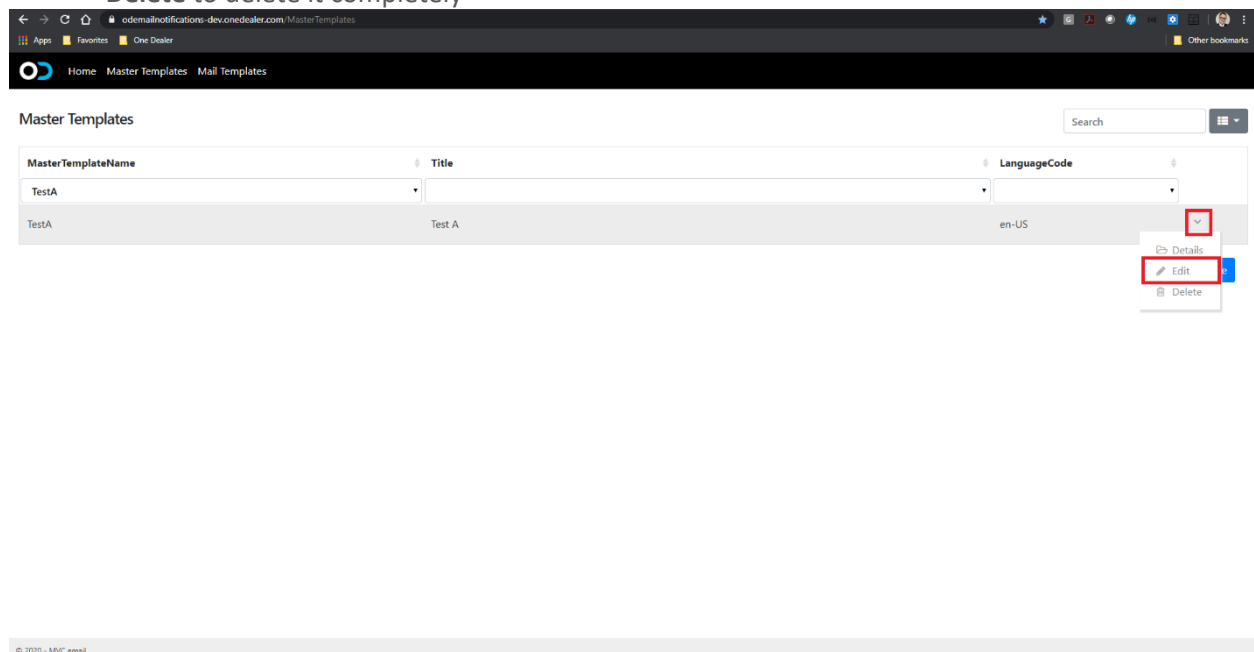 Delete to delete it completely
odemailnotifications-dev.onedealer.com/MasterTemplates
Apps Favorites One Dealer Other bookmarks
Home Master Templates Mail Templates
Master Templates Search
MasterTemplateName Title LanguageCode
TestA
TestA Test A en-US
Details
Edit e
Delete
© 2020 - MVC email